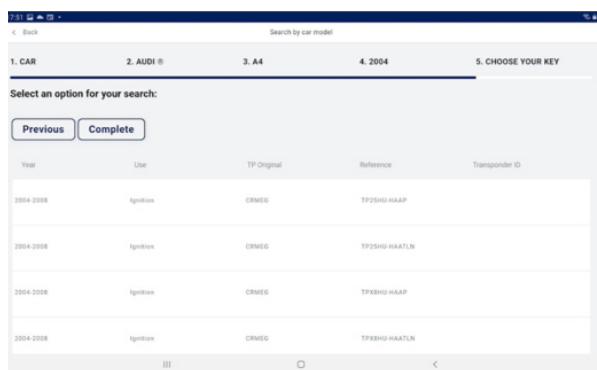 7:51
Back
Search by car model
1. CAR 2. AUDI ® 3. A4 4. 2004 5. CHOOSE YOUR KEY
Select an option for your search:
Previous Complete
Year Use TP Original Reference Transponder ID
2004-2008 Ignition CRMEG TP25HU-HAAP
2004-2008 Ignition CRMEG TP25HU-HAATLN
2004-2008 Ignition CRMEG TPX8HU-HAAP
2004-2008 Ignition CRMEG TPX8HU-HAATLN